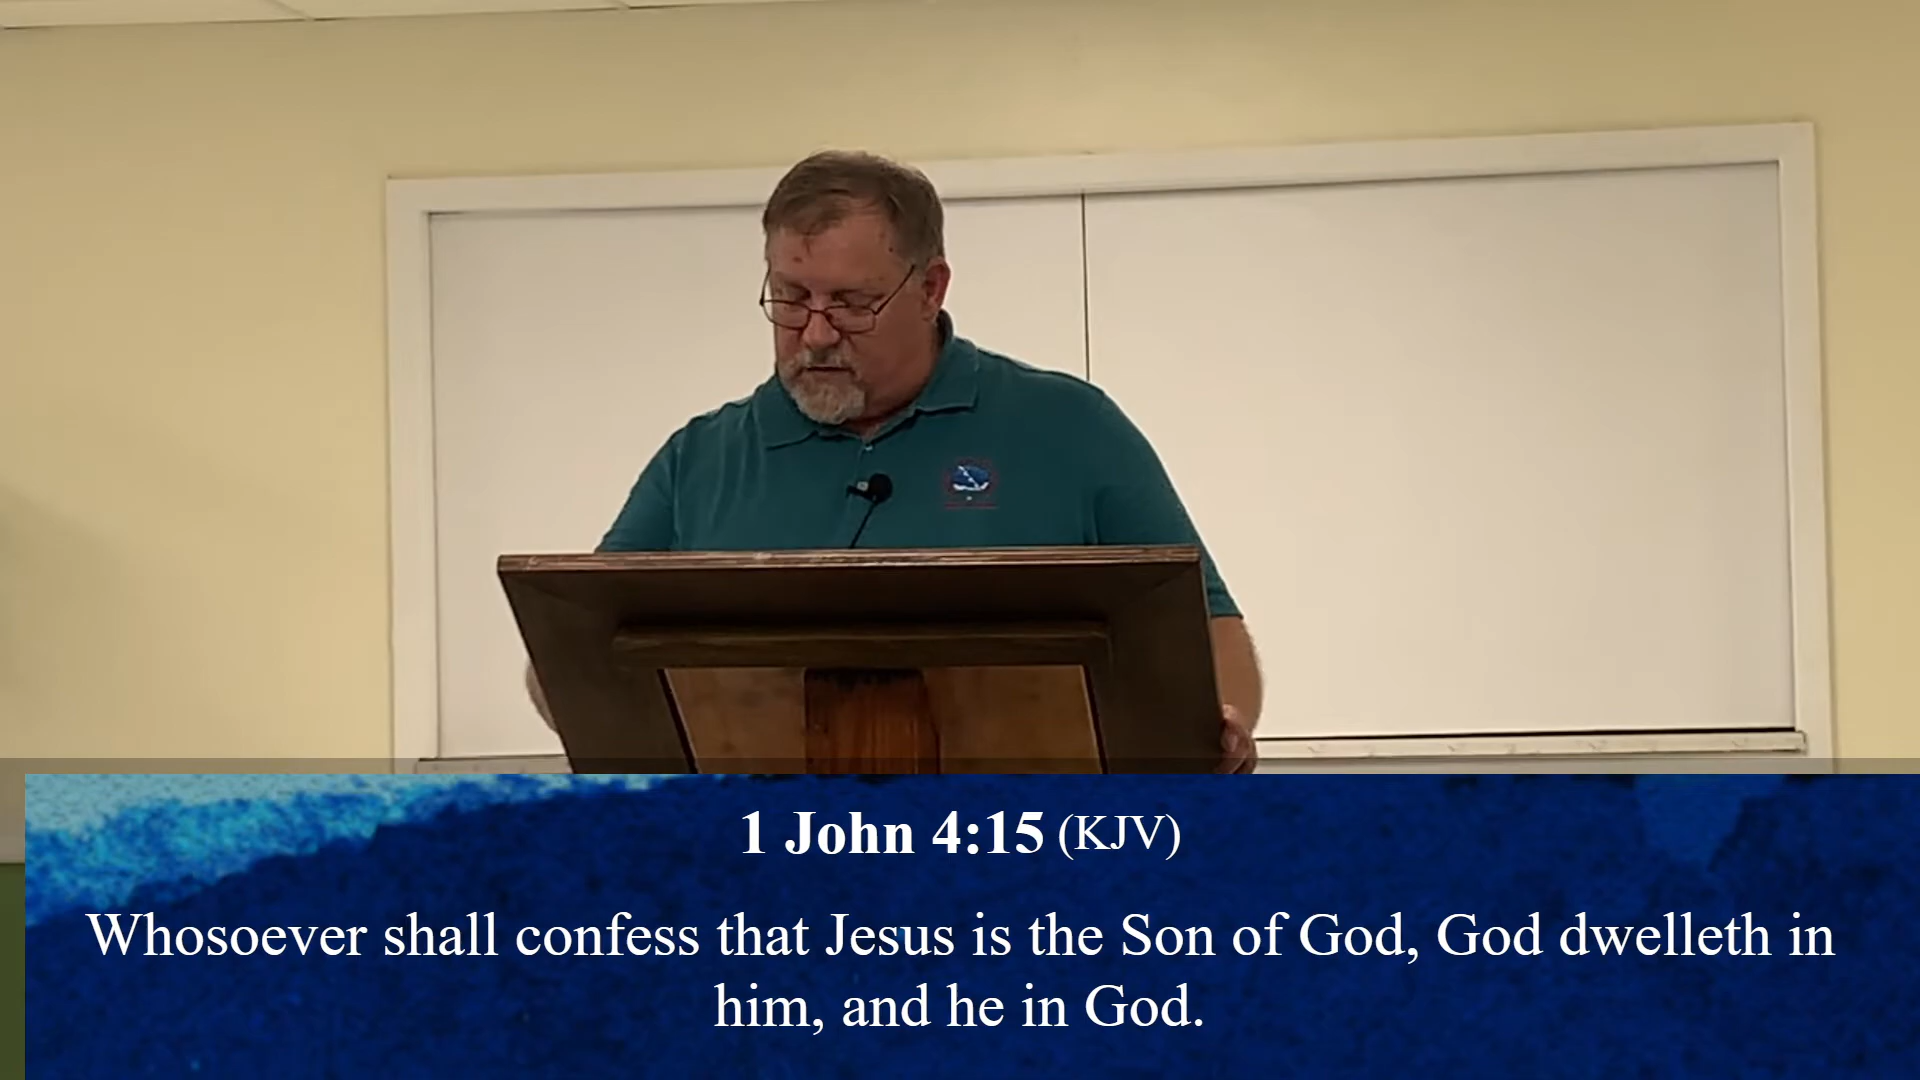 1 John 4:15 (KJV)
Whosoever shall confess that Jesus is the Son of God, God dwelleth in
him, and he in God.